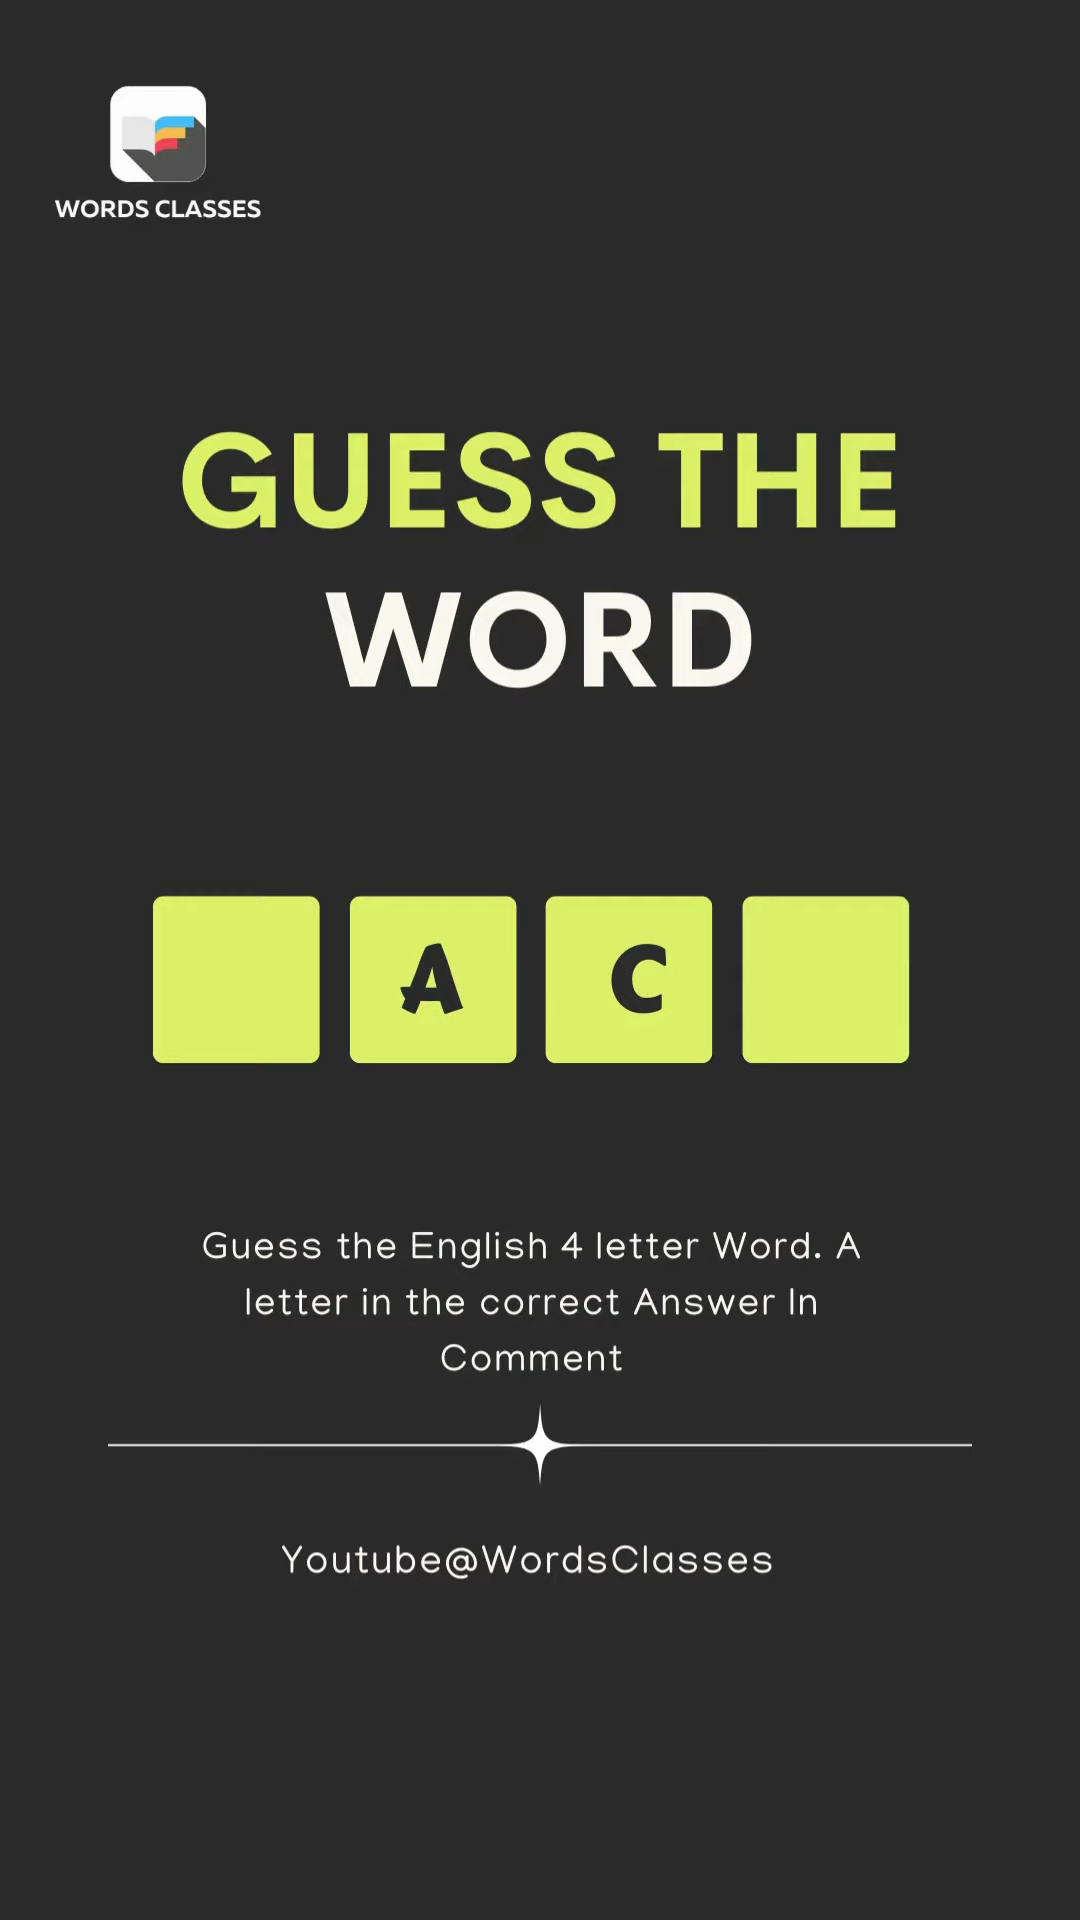 WORDS CLASSES
GUESS THE
WORD
A C
Guess the English 4 letter Word. A
letter in the correct Answer In
Comment
Youtube@WordsClasses